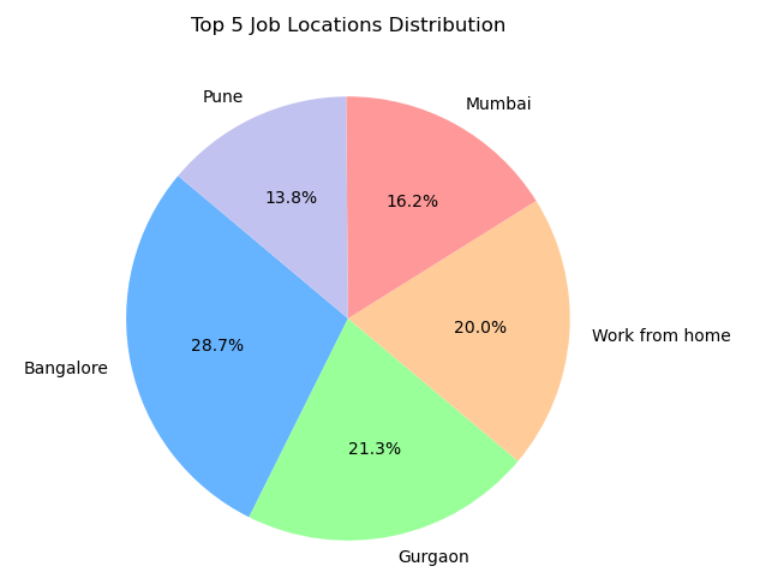 Top 5 Job Locations Distribution
Pune
Mumbai
13.8%
16.2%
28.7%
20.0%
Work from home
Bangalore
21.3%
Gurgaon